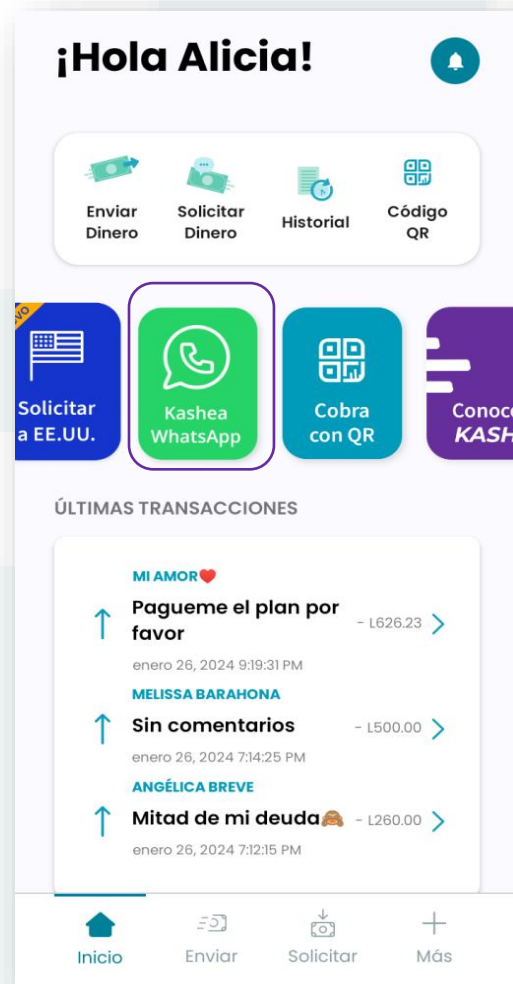 ¡Hola Alicia!
Enviar Dinero
Solicitar Dinero
Historial
Código QR
Solicitar a EE.UU.
Kashea WhatsApp
Cobra con QR
ÚLTIMAS TRANSACCIONES
MI AMOR❤️
Pagueme el plan por
favor
- L626.23
enero 26, 2024 9:19:31 PM
MELISSA BARAHONA
Sin comentarios - L500.00
enero 26, 2024 7:14:25 PM
ANGÉLICA BREVE
Mitad de mi deuda🙈 - L260.00
enero 26, 2024 7:12:15 PM
Inicio Enviar Solicitar Más